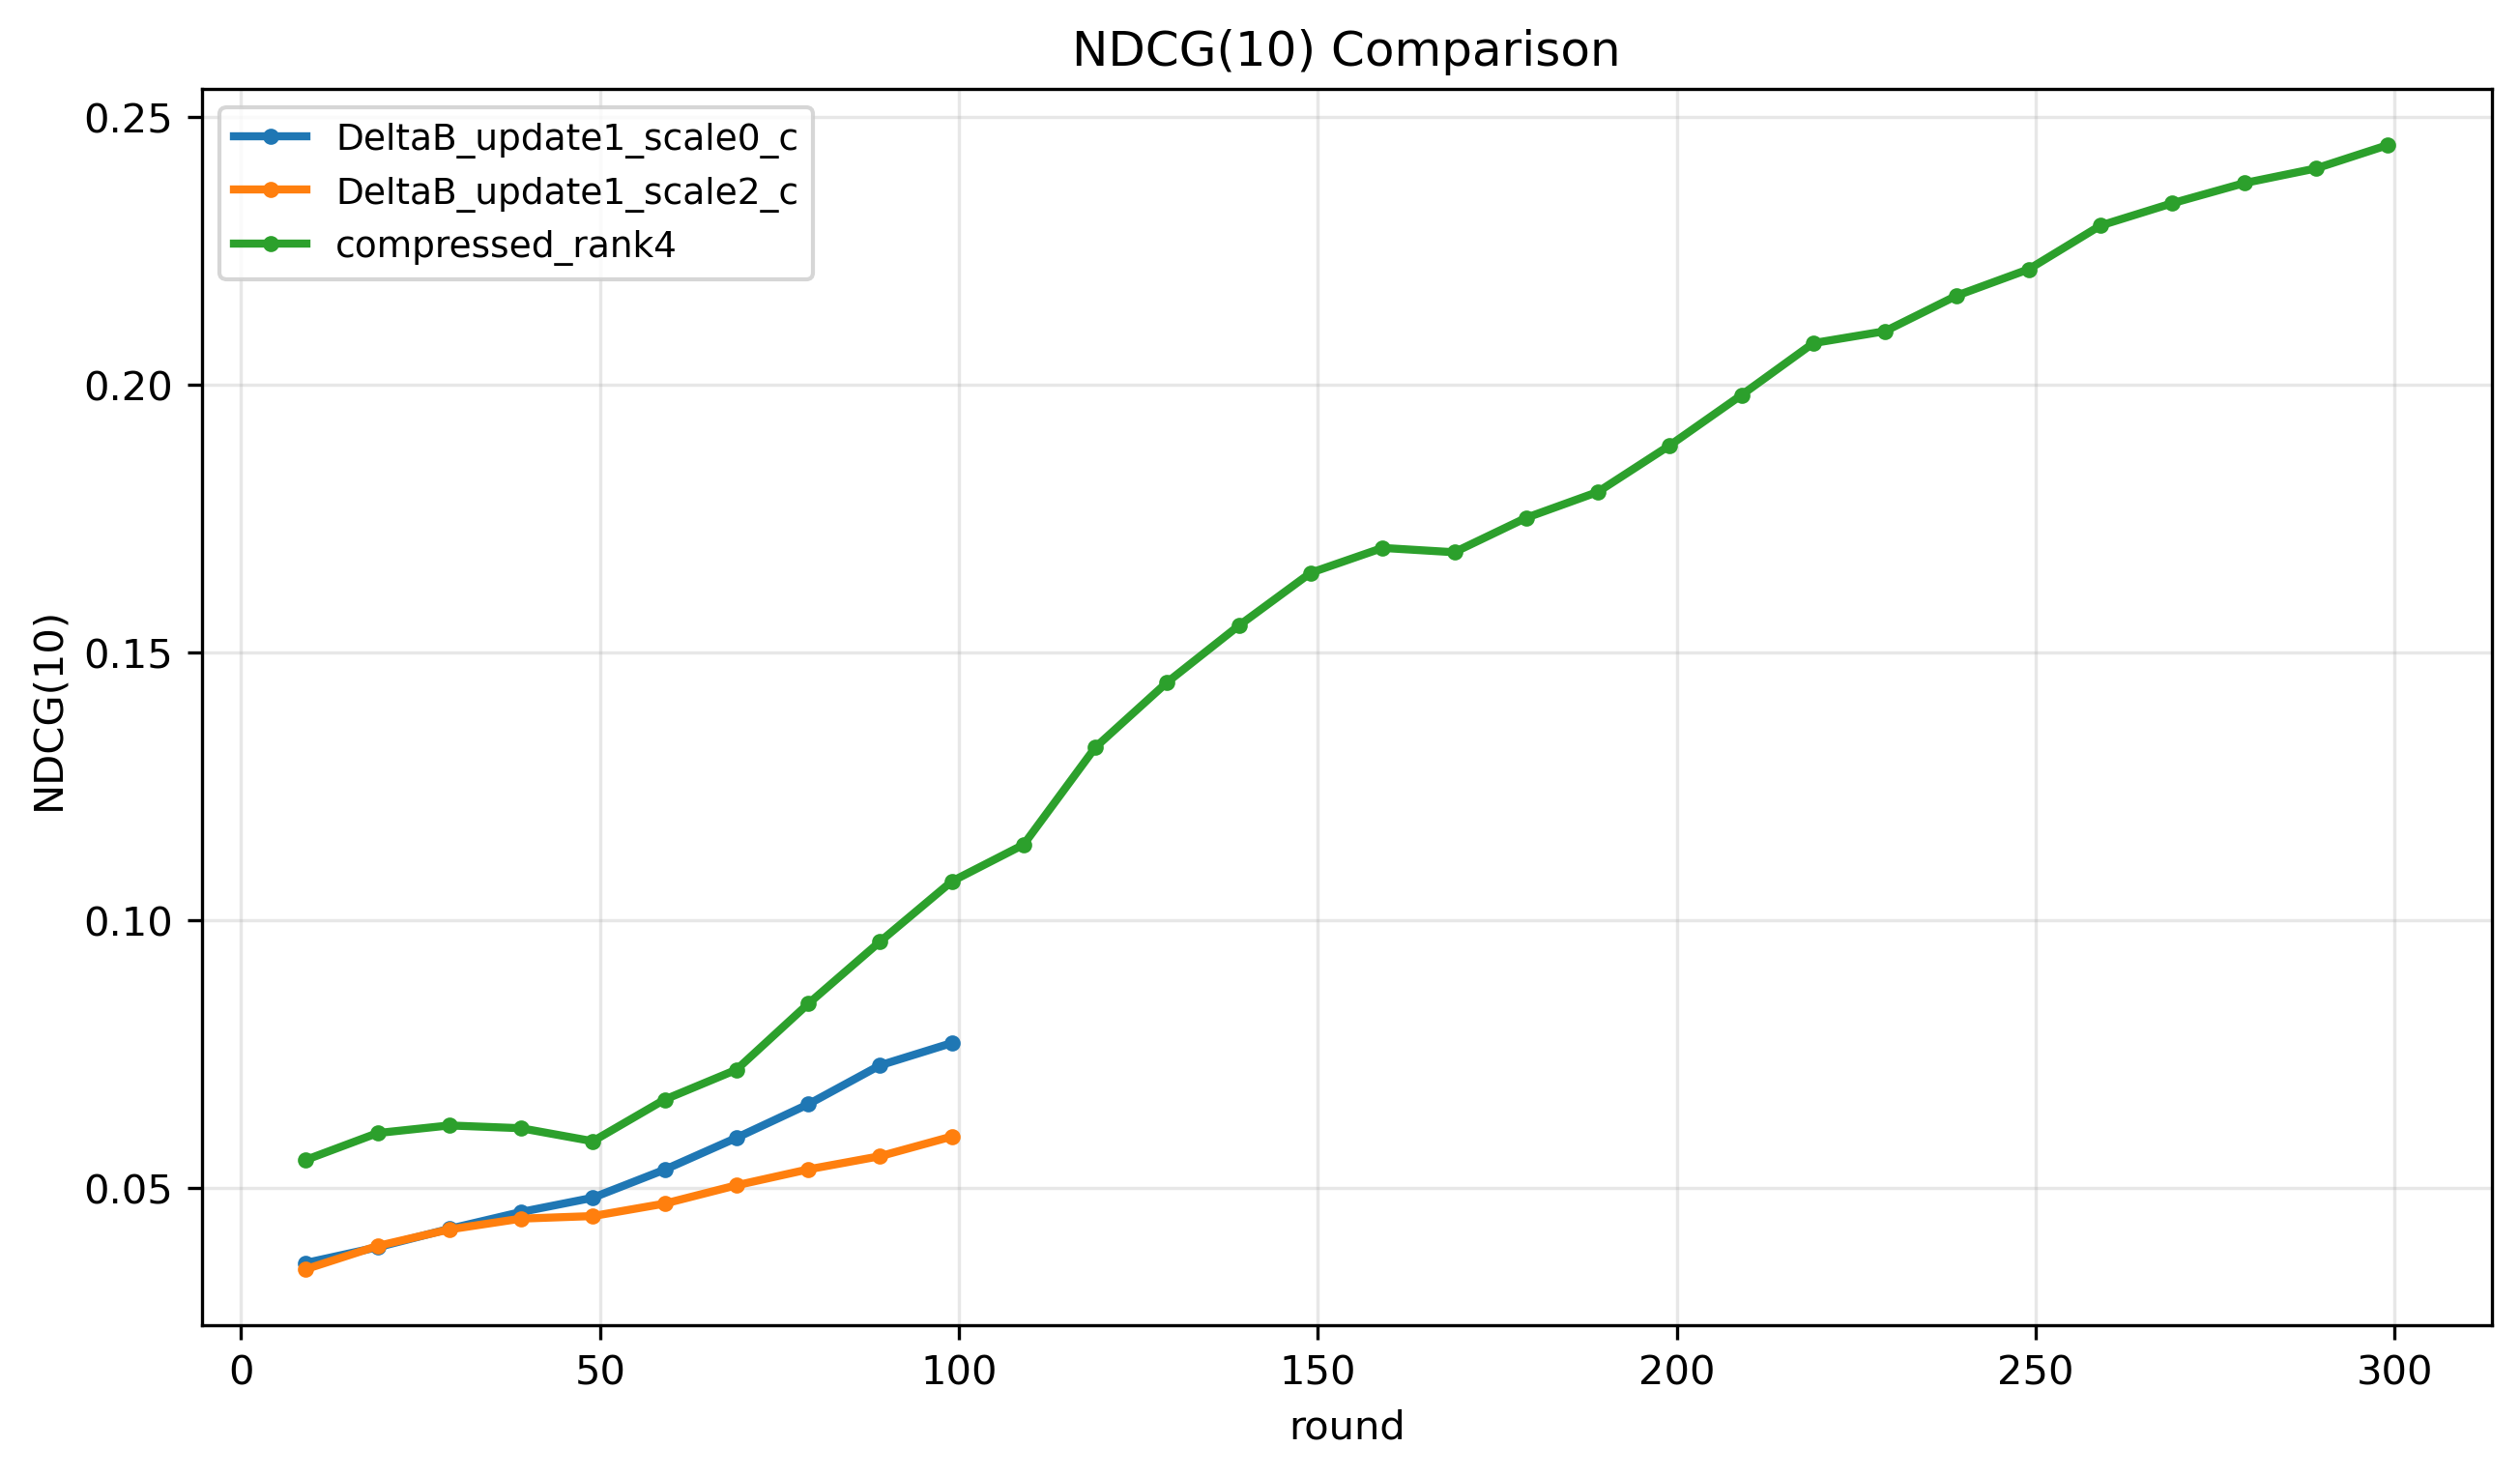 NDCG(10) Comparison
DeltaB_update1_scale0_c
DeltaB_update1_scale2_c
compressed_rank4
NDCG(10)
0.25
0.20
0.15
0.10
0.05
0 50 100 150 200 250 300
round